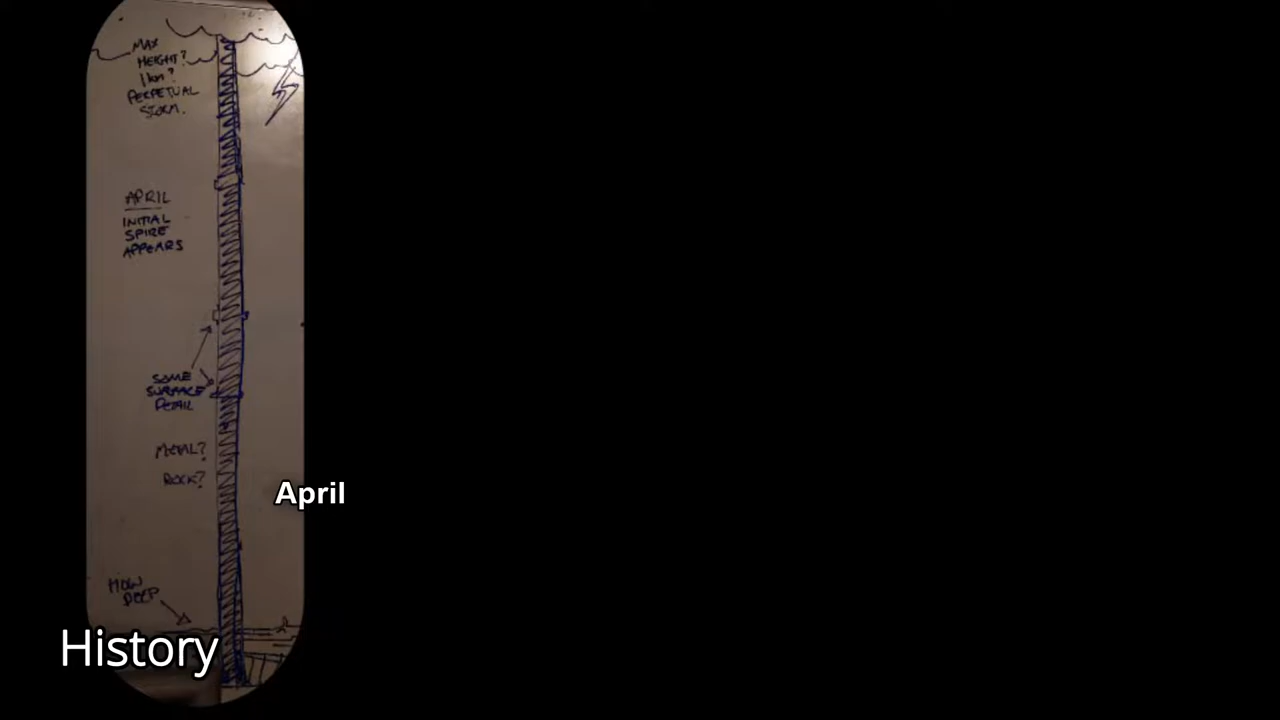 MAX
HEIGHT?
1km?
PERPETUAL
STORM.
APRIL
INITIAL
SPIRE
APPEARS
SOME
SURFACE
DETAIL
METAL?
ROCK?
April
HOW
DEEP
History